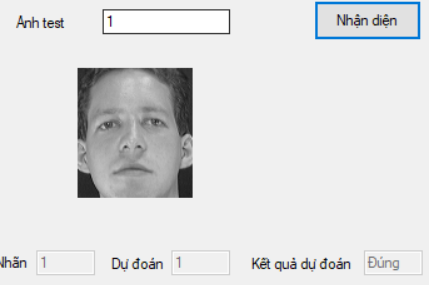 Ảnh test 1 Nhận diện
Nhãn 1 Dự đoán 1 Kết quả dự đoán Đúng